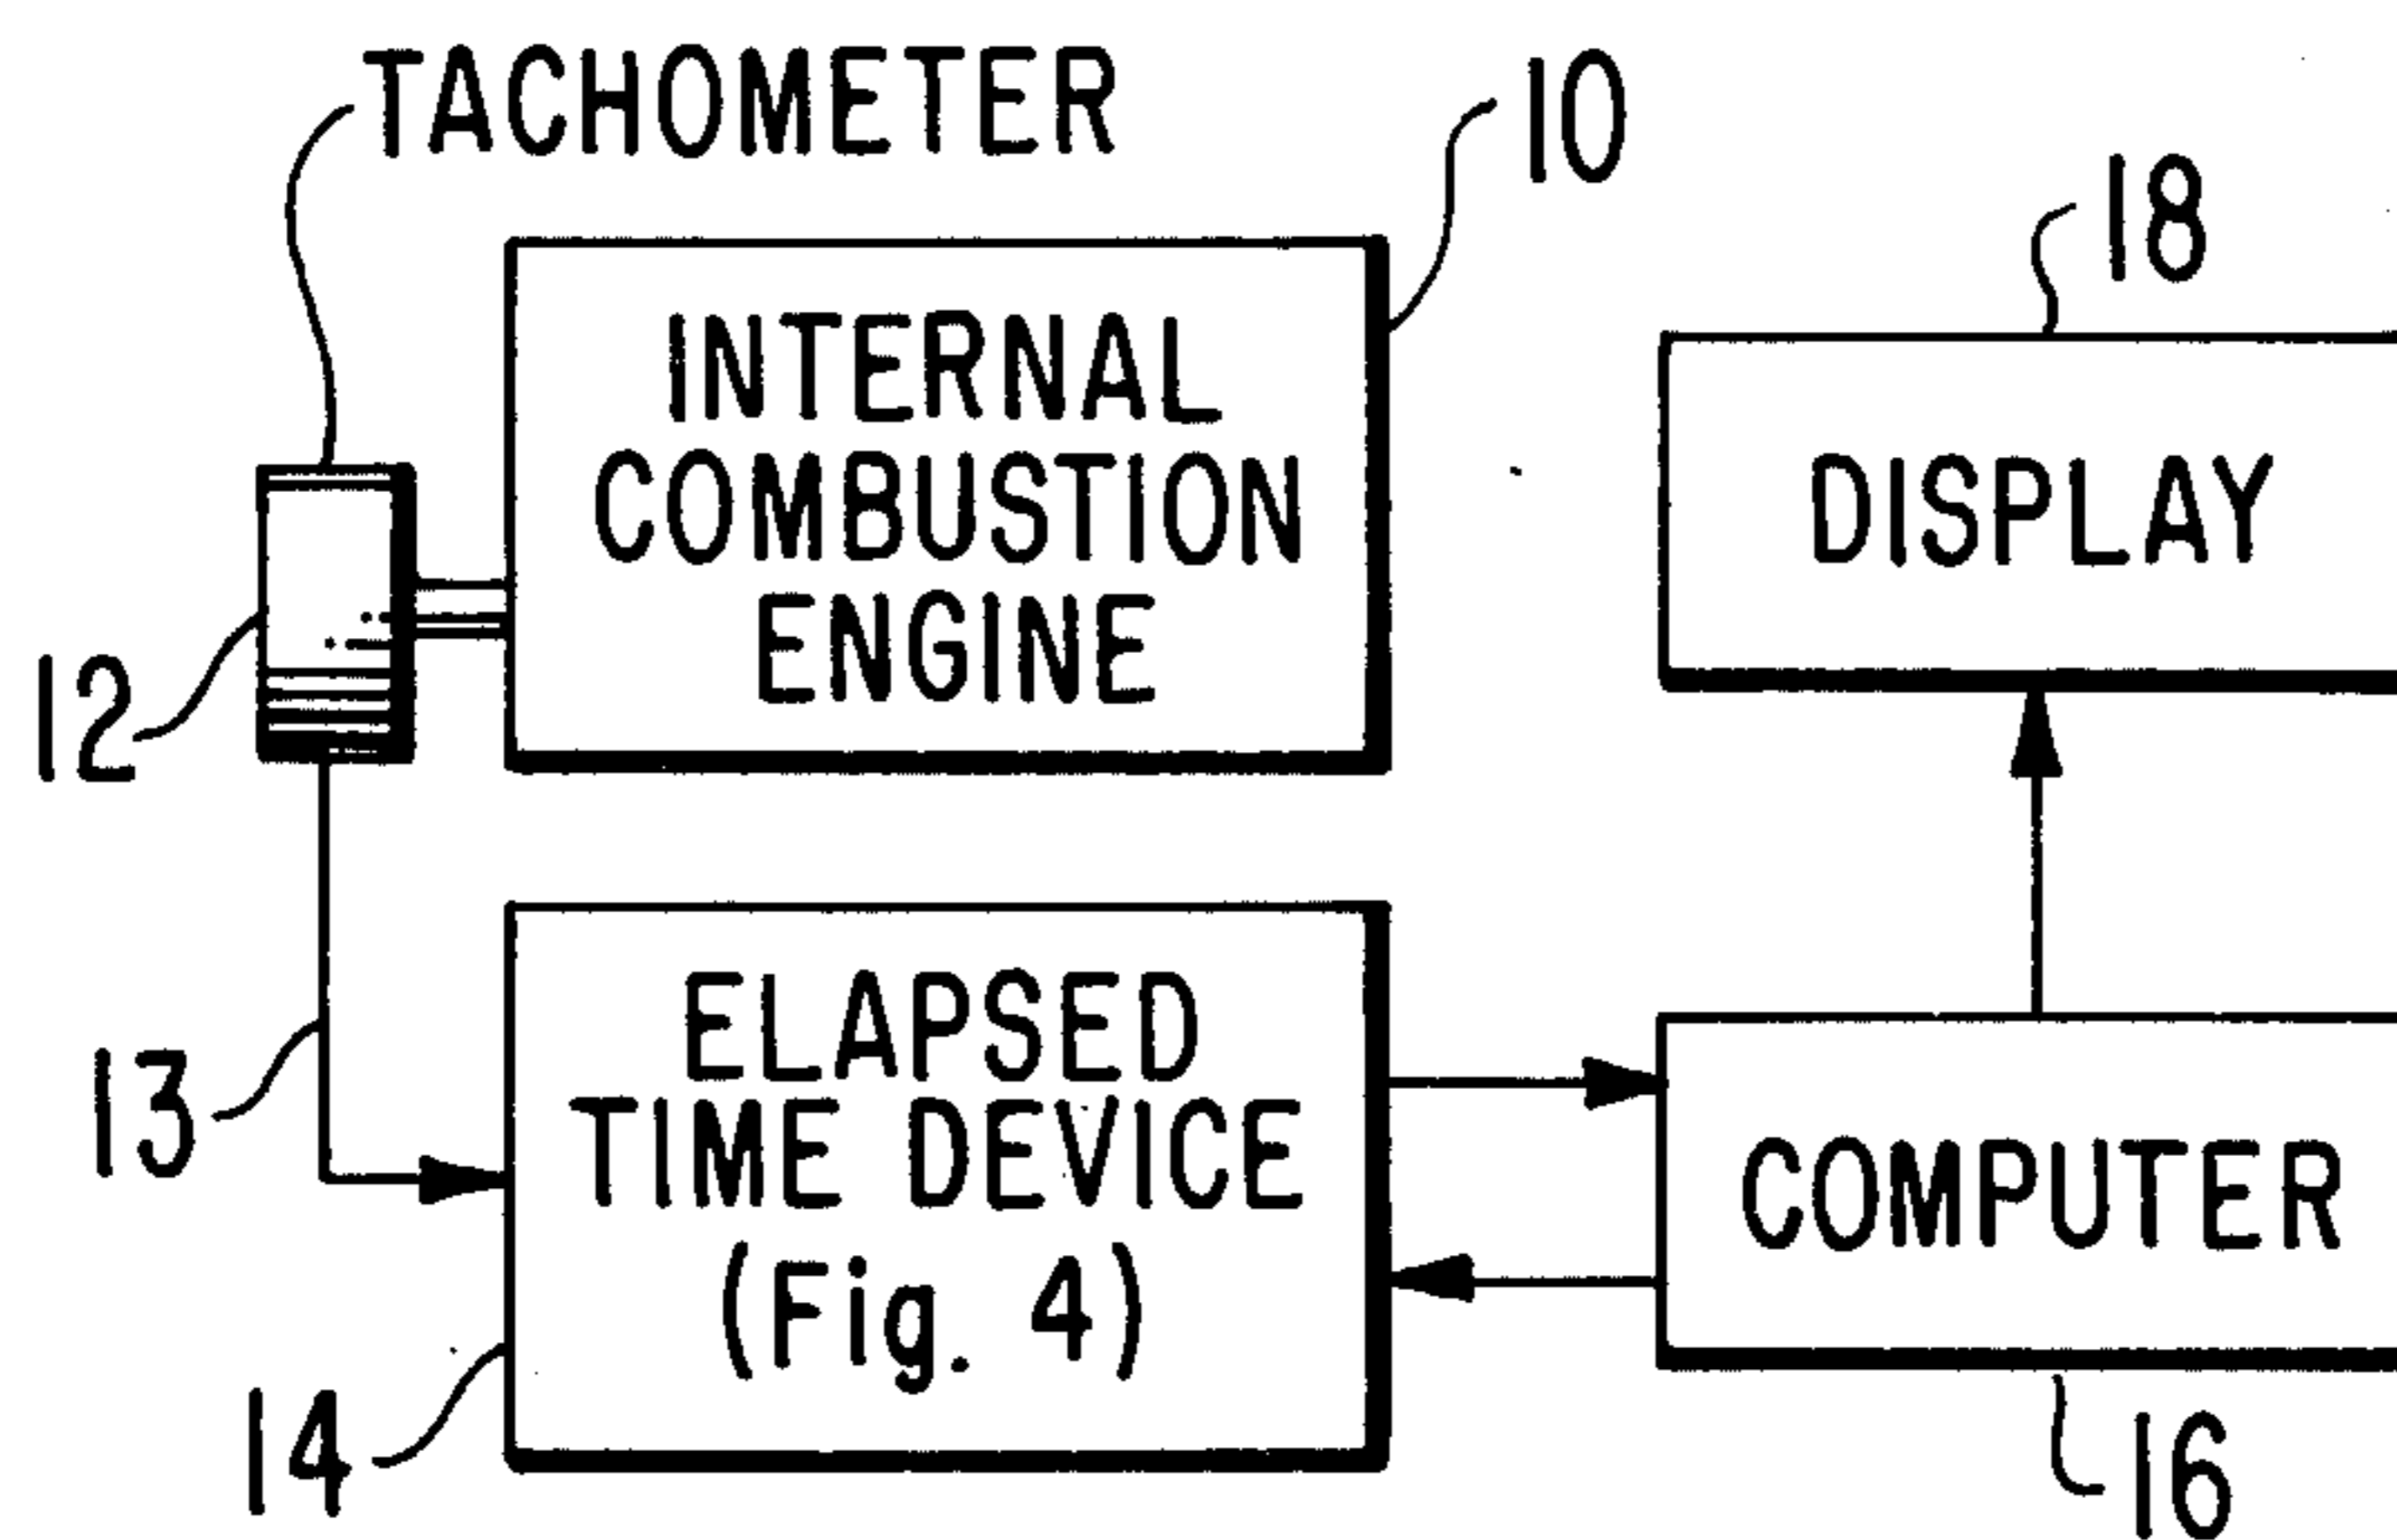 TACHOMETER
10
18
INTERNAL
COMBUSTION
ENGINE
DISPLAY
12
13
ELAPSED
TIME DEVICE
(Fig. 4)
COMPUTER
14
16